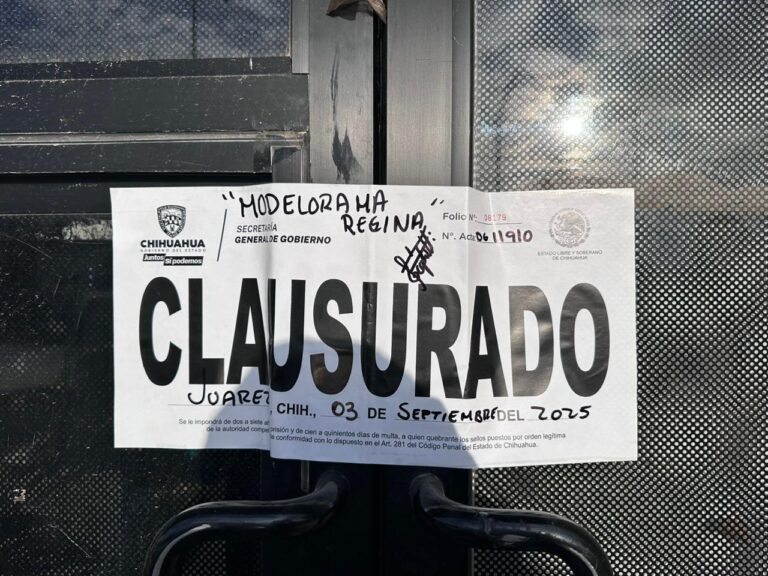 "MODELORAMA
REGINA"
CHIHUAHUA
GOBIERNO DEL ESTADO
Juntos Sí podemos
SECRETARÍA
GENERAL DE GOBIERNO
Folio Nº 08179
Nº. Acta
ESTADO LIBRE Y SOBERANO
DE CHIHUAHUA
CLAUSURADO
JUAREZ, CHIH., 03 DE SEPTIEMBRE DEL 2025
Se le impondrá de dos a siete prisión y de cien a quinientos días de multa, a quien quebrante los sellos puestos por orden legítima
de la autoridad conformidad con lo dispuesto en el Art. 281 del Código Penal del Estado de Chihuahua.